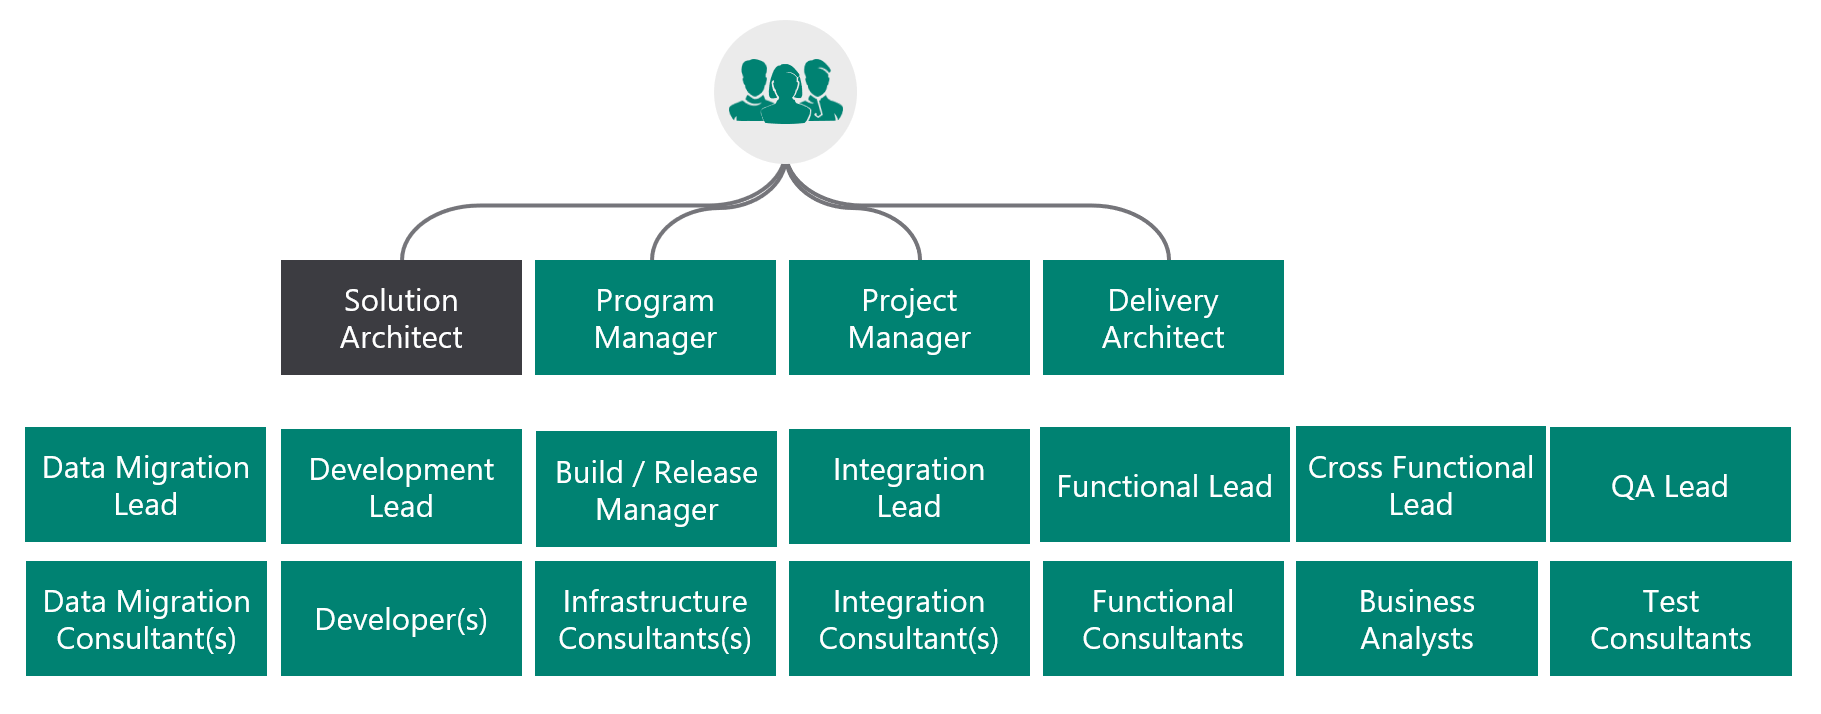 Solution
Architect
Program
Manager
Project
Manager
Delivery
Architect
Data Migration
Lead
Development
Lead
Build / Release
Manager
Integration
Lead
Functional Lead
Cross Functional
Lead
QA Lead
Data Migration
Consultant(s)
Developer(s)
Infrastructure
Consultants(s)
Integration
Consultant(s)
Functional
Consultants
Business
Analysts
Test
Consultants